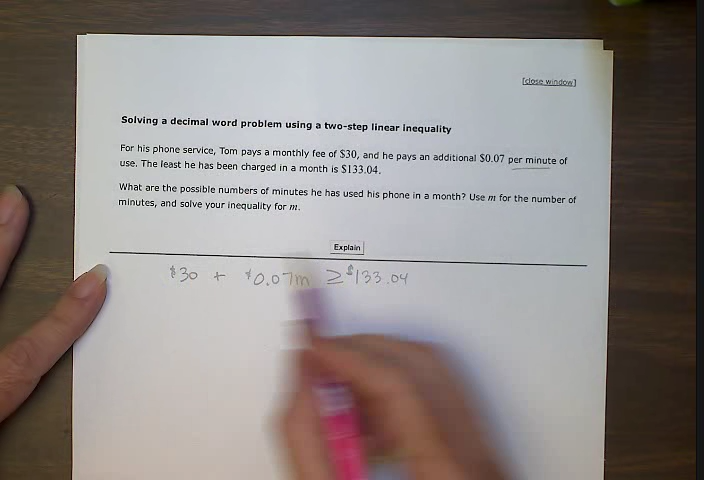 [close window]
Solving a decimal word problem using a two-step linear inequality
For his phone service, Tom pays a monthly fee of $30, and he pays an additional $0.07 per minute of
use. The least he has been charged in a month is $133.04.
What are the possible numbers of minutes he has used his phone in a month? Use m for the number of
minutes, and solve your inequality for m.
Explain
$30 + $0.07m ≥ $133.04